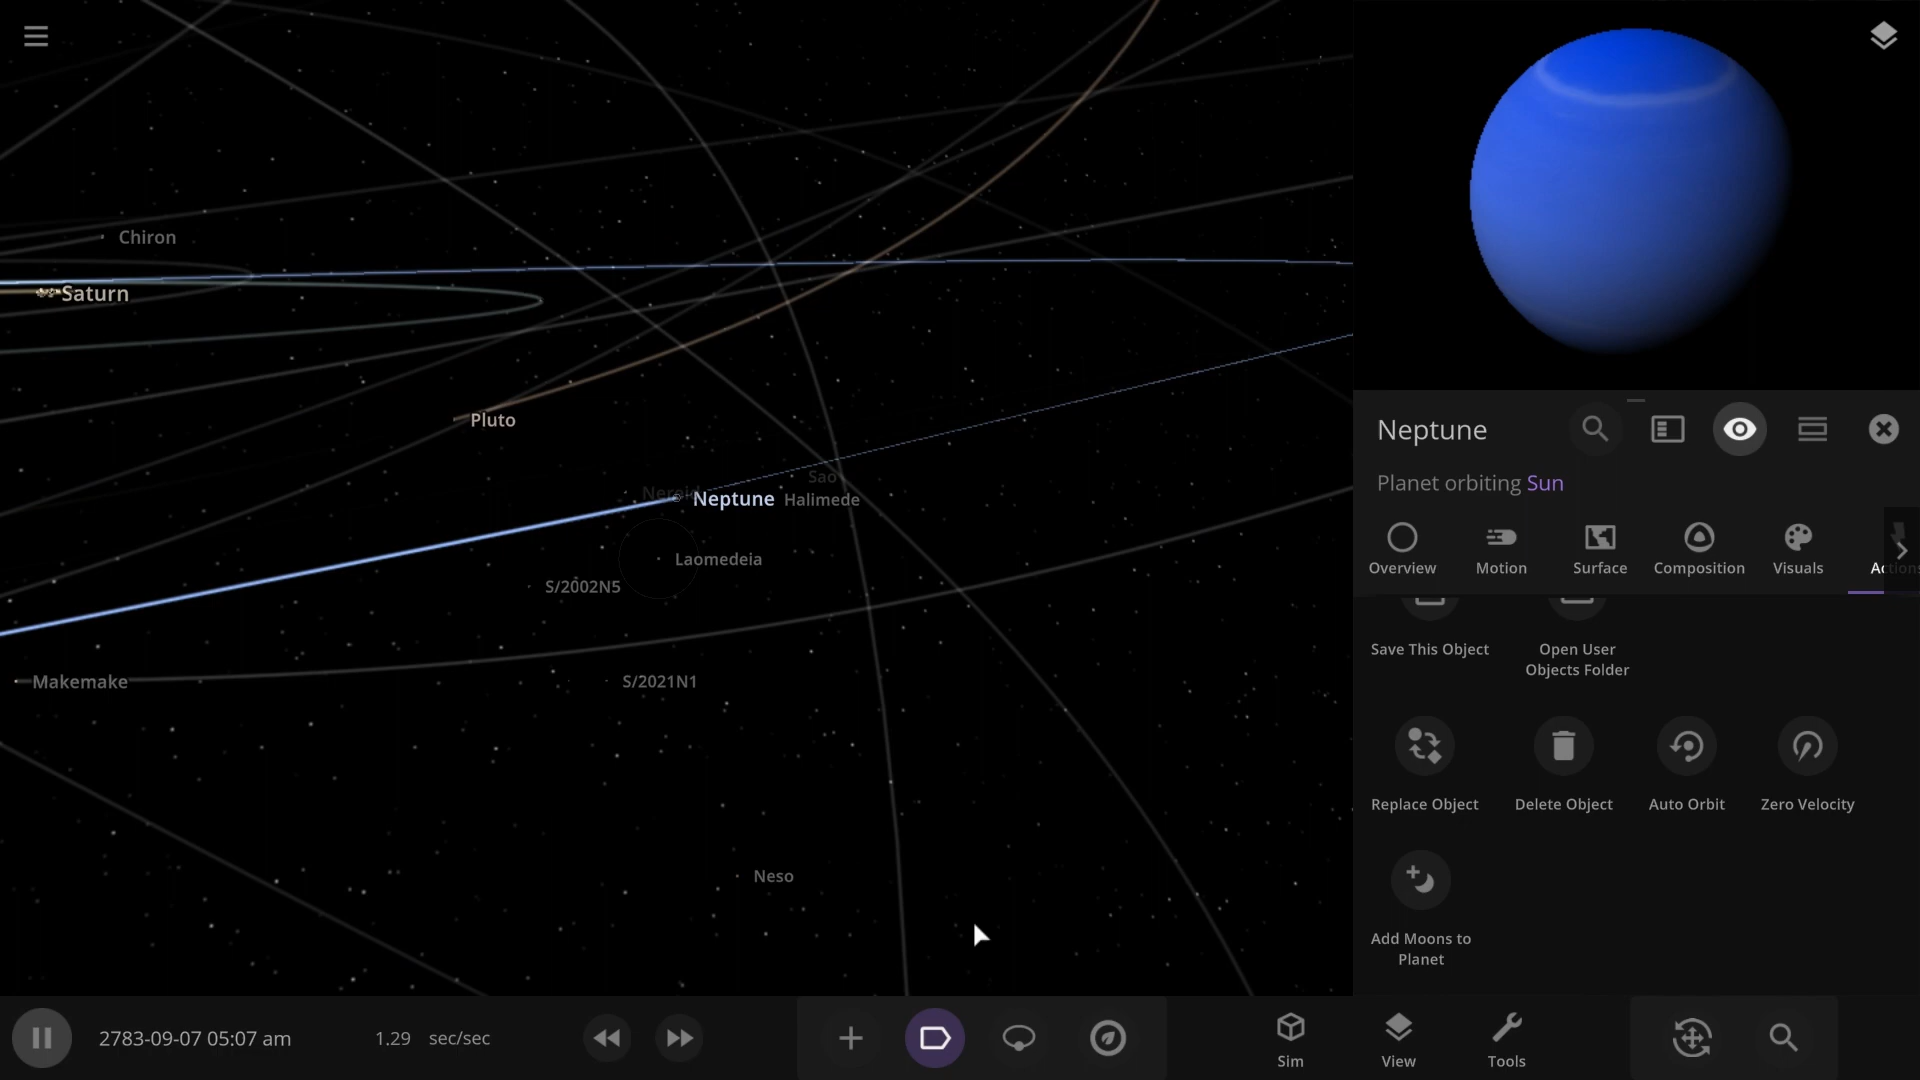 Chiron
Saturn
Pluto
Sao
Nereid
Neptune
Halimede
Laomedeia
S/2002N5
Makemake
S/2021N1
Neso
Neptune
Planet orbiting Sun
Overview
Motion
Surface
Composition
Visuals
Actions
Save This Object
Open User
Objects Folder
Replace Object
Delete Object
Auto Orbit
Zero Velocity
Add Moons to
Planet
2783-09-07 05:07 am
1.29 sec/sec
Sim
View
Tools